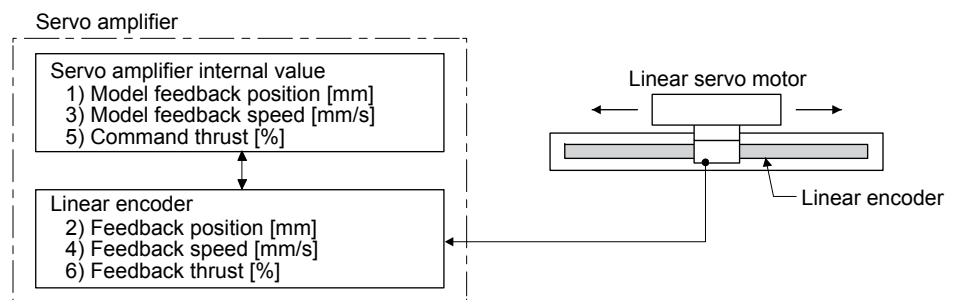 Servo amplifier
Servo amplifier internal value
1) Model feedback position [mm]
3) Model feedback speed [mm/s]
5) Command thrust [%]
Linear encoder
2) Feedback position [mm]
4) Feedback speed [mm/s]
6) Feedback thrust [%]
Linear servo motor
Linear encoder